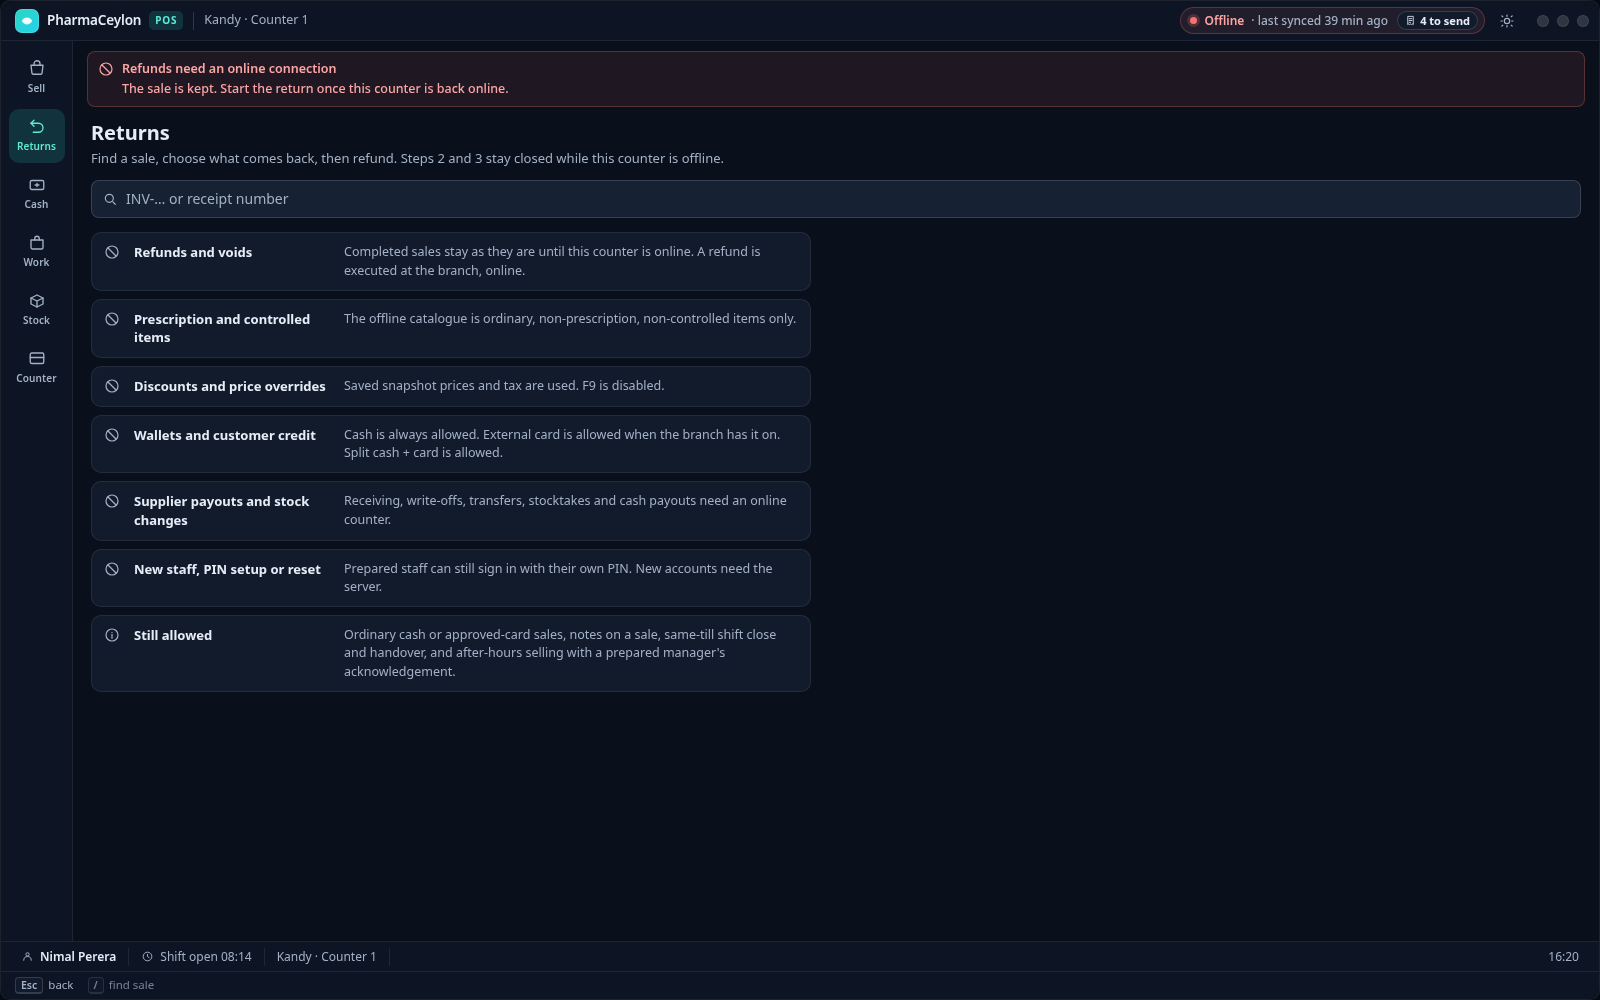 PharmaCeylon POS Kandy · Counter 1 Offline · last synced 39 min ago 4 to send
Sell
Returns
Cash
Work
Stock
Counter
Refunds need an online connection
The sale is kept. Start the return once this counter is back online.
Returns
Find a sale, choose what comes back, then refund. Steps 2 and 3 stay closed while this counter is offline.
INV-... or receipt number
Refunds and voids
Completed sales stay as they are until this counter is online. A refund is
executed at the branch, online.
Prescription and controlled
items
The offline catalogue is ordinary, non-prescription, non-controlled items only.
Discounts and price overrides
Saved snapshot prices and tax are used. F9 is disabled.
Wallets and customer credit
Cash is always allowed. External card is allowed when the branch has it on.
Split cash + card is allowed.
Supplier payouts and stock
changes
Receiving, write-offs, transfers, stocktakes and cash payouts need an online
counter.
New staff, PIN setup or reset
Prepared staff can still sign in with their own PIN. New accounts need the
server.
Still allowed
Ordinary cash or approved-card sales, notes on a sale, same-till shift close
and handover, and after-hours selling with a prepared manager's
acknowledgement.
Nimal Perera Shift open 08:14 Kandy · Counter 1 16:20
Esc back / find sale